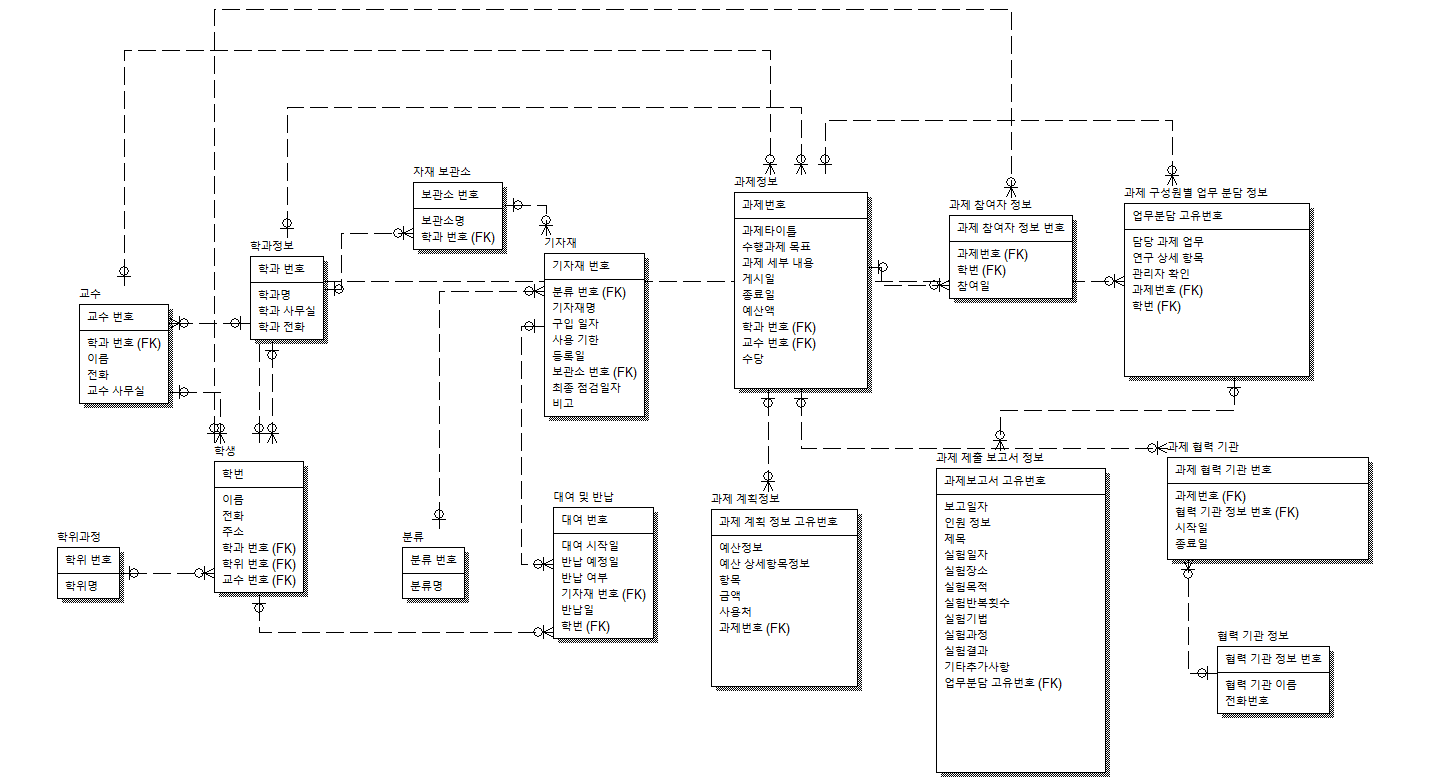 자재 보관소
보관소 번호
보관소명
학과 번호 (FK)
학과정보
학과 번호
학과명
학과 사무실
학과 전화
교수
교수 번호
학과 번호 (FK)
이름
전화
교수 사무실
기자재
기자재 번호
분류 번호 (FK)
기자재명
구입 일자
사용 기한
등록일
보관소 번호 (FK)
최종 점검일자
비고
과제정보
과제번호
과제타이틀
수행과제 목표
과제 세부 내용
게시일
종료일
예산액
학과 번호 (FK)
교수 번호 (FK)
수당
과제 참여자 정보
과제 참여자 정보 번호
과제번호 (FK)
학번 (FK)
참여일
과제 구성원별 업무 분담 정보
업무분담 고유번호
담당 과제 업무
연구 상세 항목
관리자 확인
과제번호 (FK)
학번 (FK)
학생
학번
이름
전화
주소
학과 번호 (FK)
학위 번호 (FK)
교수 번호 (FK)
학위과정
학위 번호
학위명
분류
분류 번호
분류명
대여 및 반납
대여 번호
대여 시작일
반납 예정일
반납 여부
기자재 번호 (FK)
반납일
학번 (FK)
과제 계획정보
과제 계획 정보 고유번호
예산정보
예산 상세항목정보
항목
금액
사용처
과제번호 (FK)
과제 제출 보고서 정보
과제보고서 고유번호
보고일자
인원 정보
제목
실험일자
실험장소
실험목적
실험반복횟수
실험기법
실험과정
실험결과
기타추가사항
업무분담 고유번호 (FK)
과제 협력 기관
과제 협력 기관 번호
과제번호 (FK)
협력 기관 정보 번호 (FK)
시작일
종료일
협력 기관 정보
협력 기관 정보 번호
협력 기관 이름
전화번호